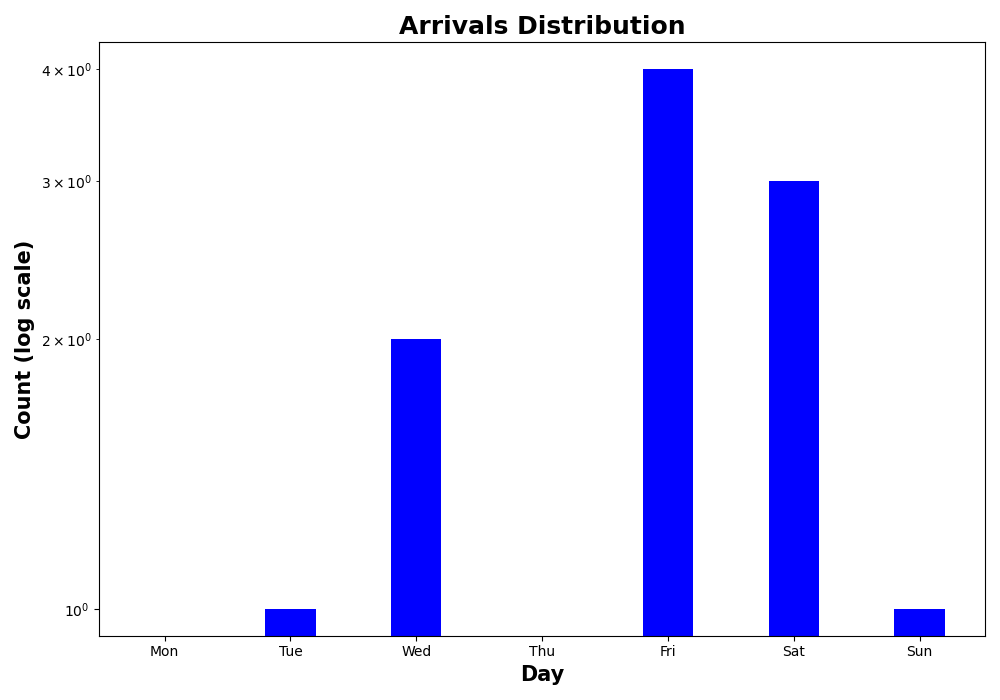 Arrivals Distribution
4 × 10⁰
3 × 10⁰
2 × 10⁰
10⁰
Count (log scale)
Mon Tue Wed Thu Fri Sat Sun
Day